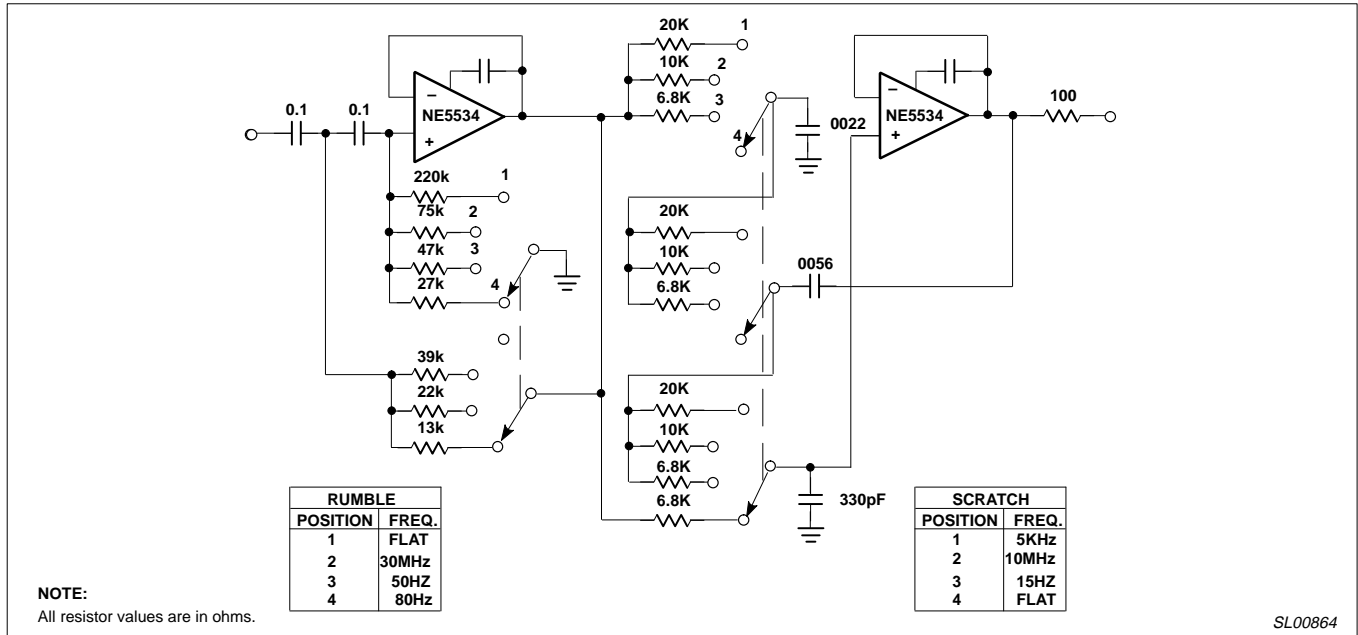 20K 1
10K 2
6.8K 3
0.1 0.1
−
NE5534
+
4
0022
−
NE5534
+
100
220k 1
75k 2
47k 3
27k 4
20K
10K
6.8K
0056
39k
22k
13k
20K
10K
6.8K
6.8K
330pF
RUMBLE
POSITION FREQ.
1 FLAT
2 30MHz
3 50HZ
4 80Hz
SCRATCH
POSITION FREQ.
1 5KHz
2 10MHz
3 15HZ
4 FLAT
NOTE:
All resistor values are in ohms.
SL00864